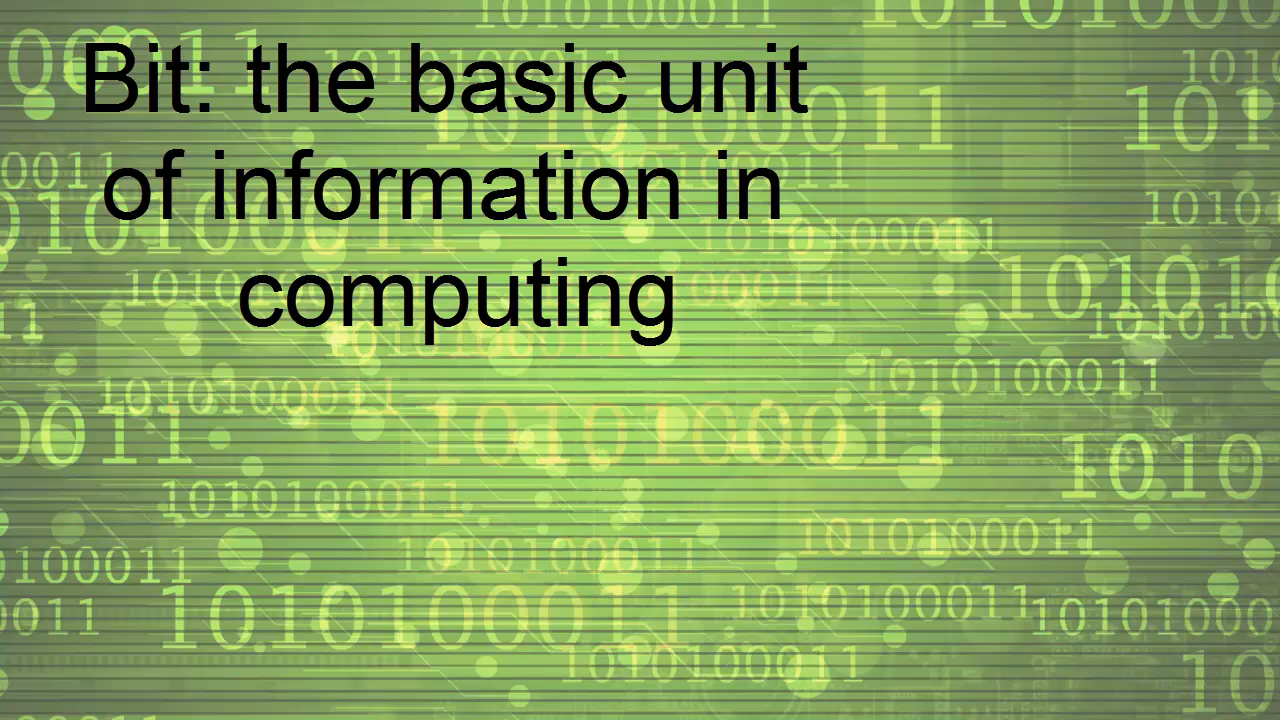 Bit: the basic unit
of information in
computing